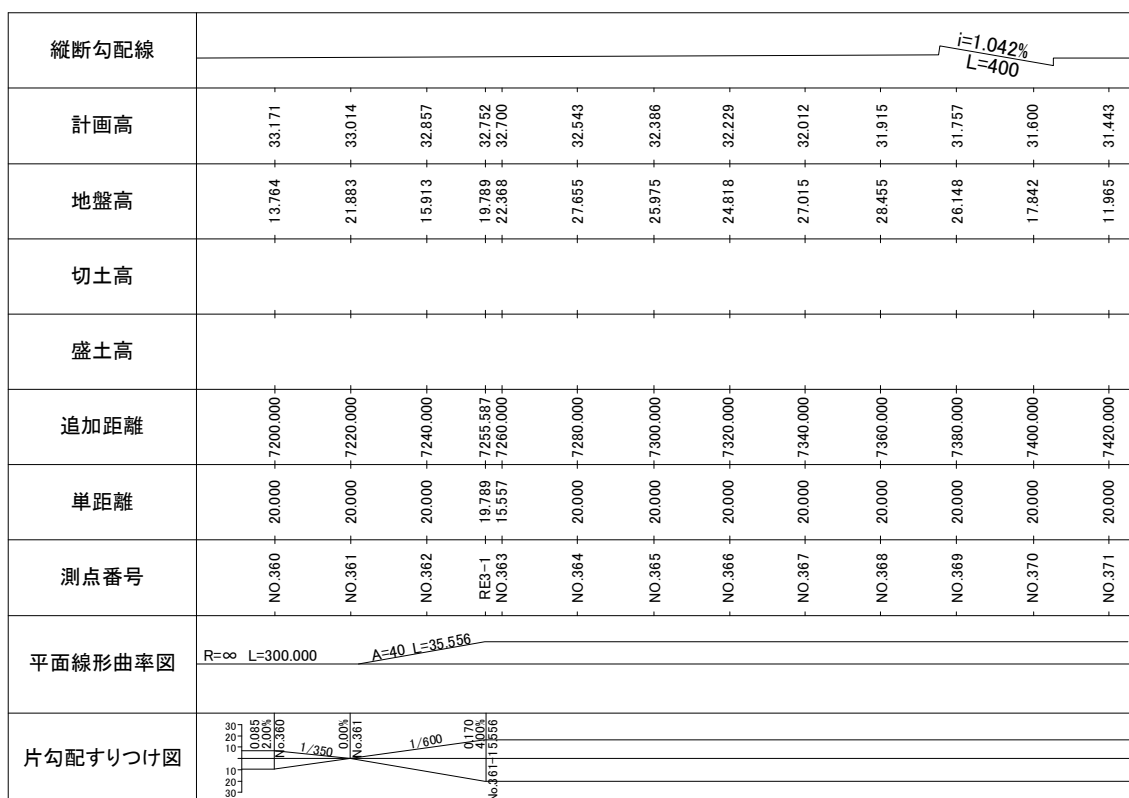 縦断勾配線
i=1.042%
L=400
計画高
33.171
33.014
32.857
32.752
32.700
32.543
32.386
32.229
32.012
31.915
31.757
31.600
31.443
地盤高
13.764
21.883
15.913
19.789
22.368
27.655
25.975
24.818
27.015
28.455
26.148
17.842
11.965
切土高
盛土高
追加距離
7200.000
7220.000
7240.000
7255.587
7260.000
7280.000
7300.000
7320.000
7340.000
7360.000
7380.000
7400.000
7420.000
単距離
20.000
20.000
20.000
19.789
15.557
20.000
20.000
20.000
20.000
20.000
20.000
20.000
20.000
測点番号
NO.360
NO.361
NO.362
RE3-1
NO.363
NO.364
NO.365
NO.366
NO.367
NO.368
NO.369
NO.370
NO.371
平面線形曲率図
R=∞ L=300.000
A=40 L=35.556
片勾配すりつけ図
30
20
10
10
20
30
0.085
2.00%
No.360
1/350
0.00%
No.361
1/600
0.170
4.00%
No.361-15.556